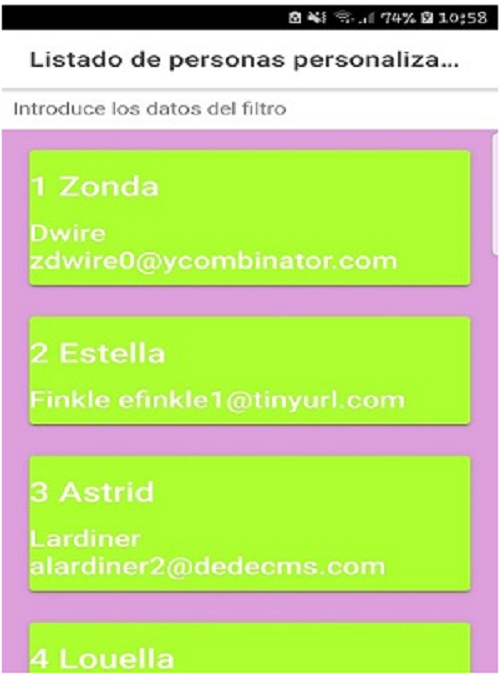 74% 10:58
Listado de personas personaliza...
Introduce los datos del filtro
1 Zonda
Dwire
zdwire0@ycombinator.com
2 Estella
Finkle efinkle1@tinyurl.com
3 Astrid
Lardiner
alardiner2@dedecms.com
4 Louella